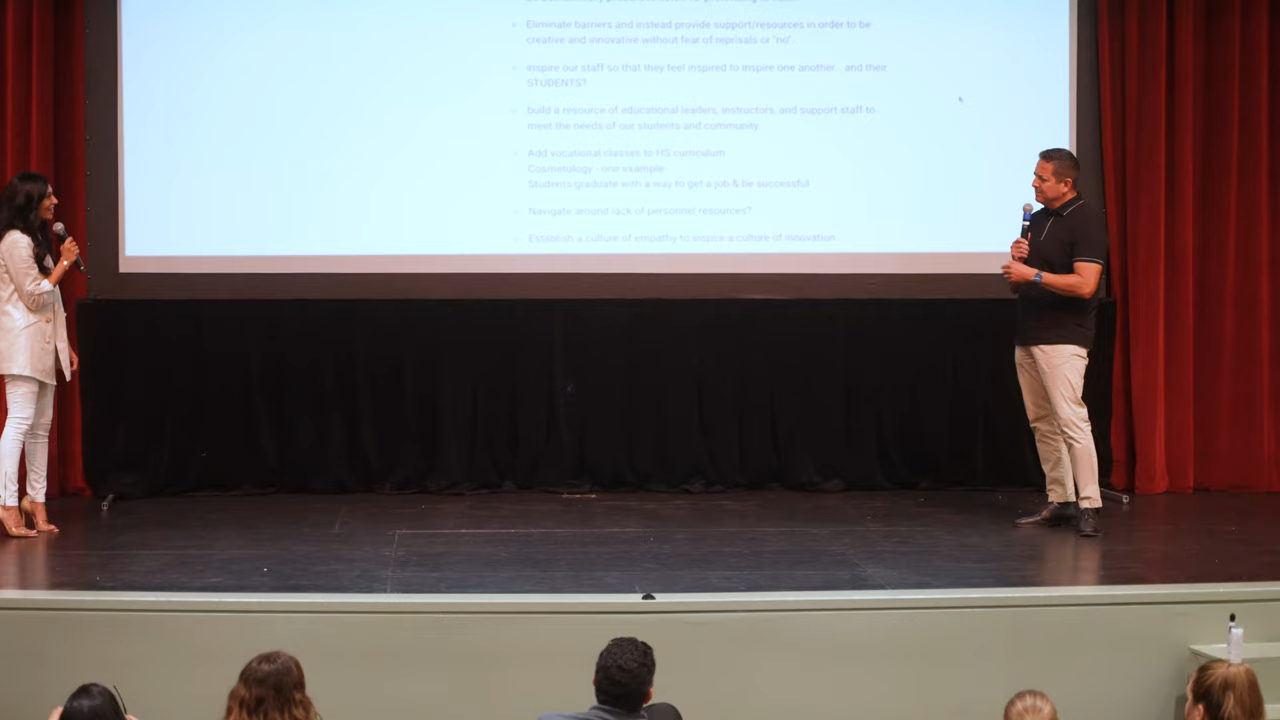 Eliminate barriers and instead provide support/resources in order to be
creative and innovative without fear of reprisals or "no"
inspire our staff so that they feel inspired to inspire one another... and their
STUDENTS?
build a resource of educational leaders, instructors, and support staff to
meet the needs of our students and community.
Add vocational classes to HS curriculum
Cosmetology - one example-
Students graduate with a way to get a job & be successful
Navigate around lack of personnel resources?
Establish a culture of empathy to inspire a culture of innovation